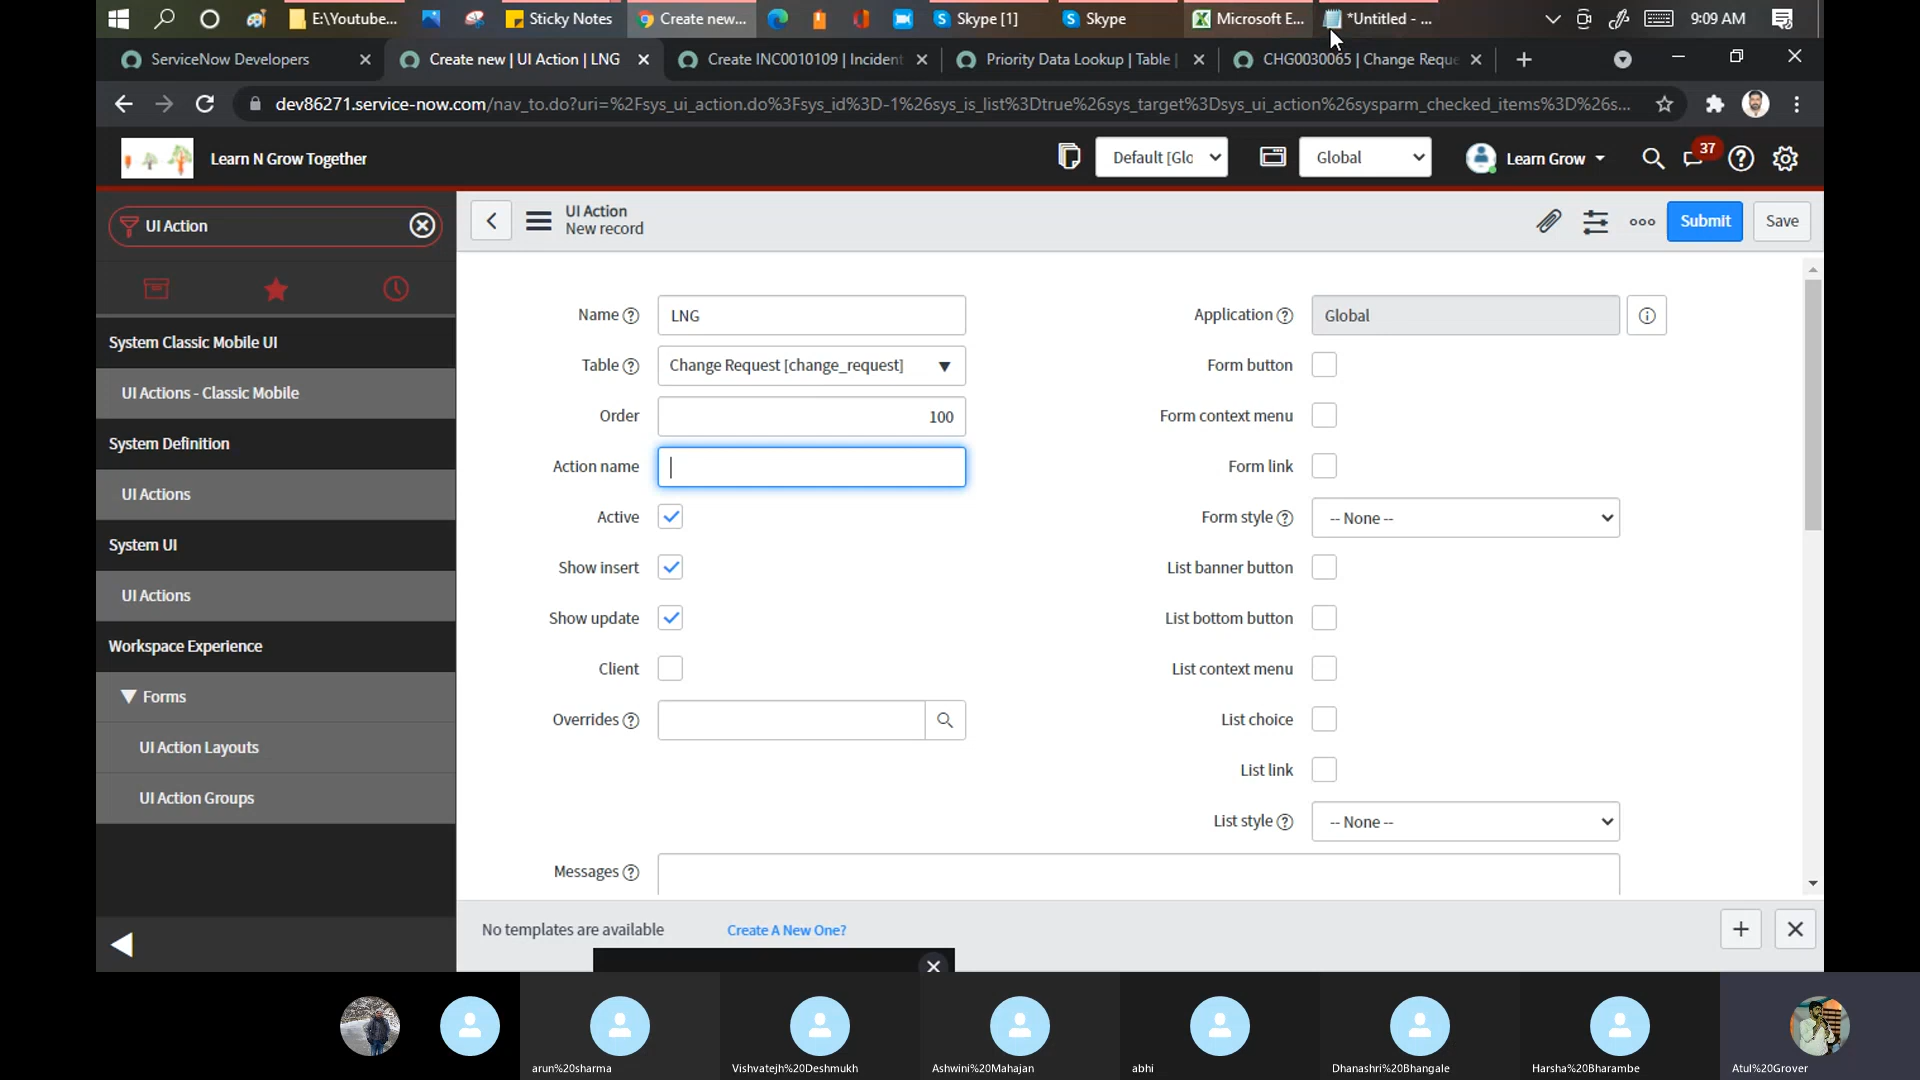 E:\Youtube...
Sticky Notes
Create new...
Skype [1]
Skype
Microsoft E...
*Untitled - ...
9:09 AM
ServiceNow Developers
Create new | UI Action | LNG
Create INC0010109 | Incident
Priority Data Lookup | Table |
CHG0030065 | Change Reque
dev86271.service-now.com/nav_to.do?uri=%2Fsys_ui_action.do%3Fsys_id%3D-1%26sys_is_list%3Dtrue%26sys_target%3Dsys_ui_action%26sysparm_checked_items%3D%26s...
Learn N Grow Together
Default [Glo
Global
Learn Grow
37
UI Action
UI Action
New record
Submit
Save
System Classic Mobile UI
UI Actions - Classic Mobile
System Definition
UI Actions
System UI
UI Actions
Workspace Experience
Forms
UI Action Layouts
UI Action Groups
Name
LNG
Table
Change Request [change_request]
Order
100
Action name
Active
Show insert
Show update
Client
Overrides
Application
Global
Form button
Form context menu
Form link
Form style
-- None --
List banner button
List bottom button
List context menu
List choice
List link
List style
-- None --
Messages
No templates are available
Create A New One?
arun%20sharma
Vishvatejh%20Deshmukh
Ashwini%20Mahajan
abhi
Dhanashri%20Bhangale
Harsha%20Bharambe
Atul%20Grover